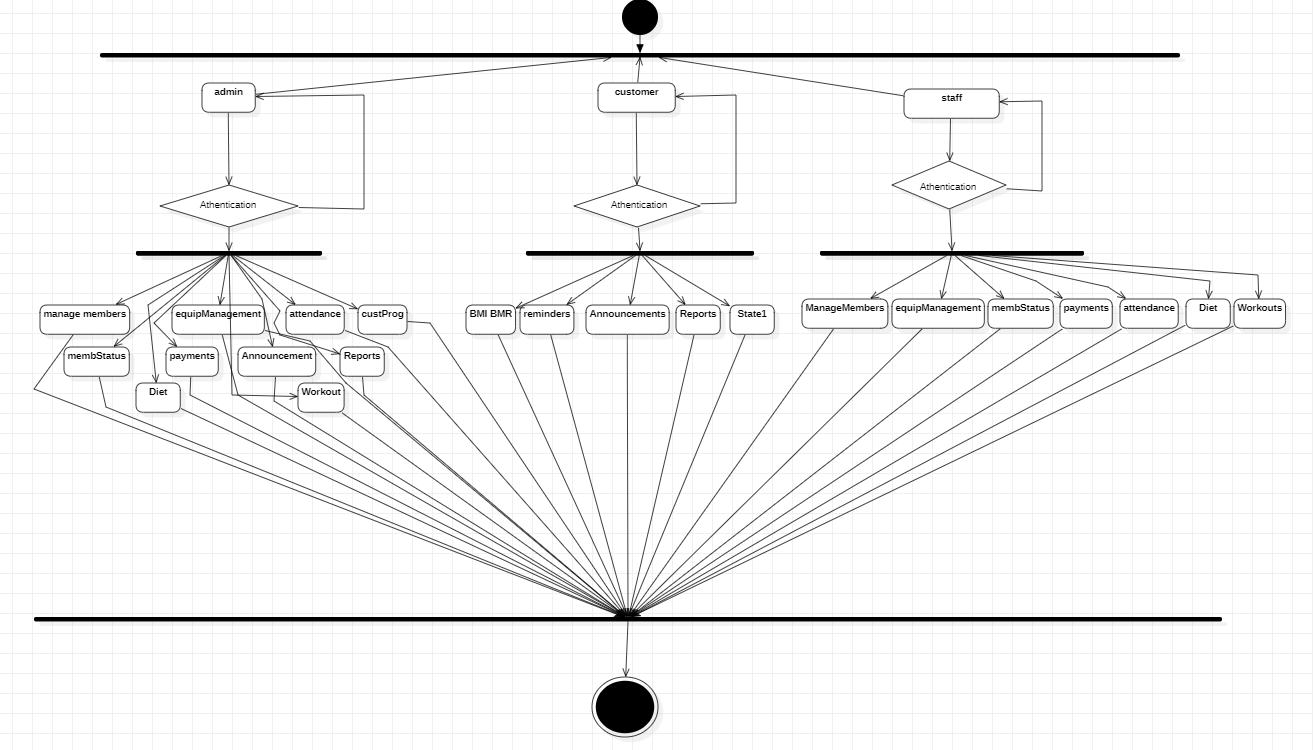 admin
customer
staff
Athentication
Athentication
Athentication
manage members
equipManagement
attendance
custProg
BMI BMR
reminders
Announcements
Reports
State1
ManageMembers
equipManagement
membStatus
payments
attendance
Diet
Workouts
membStatus
payments
Announcement
Reports
Diet
Workout